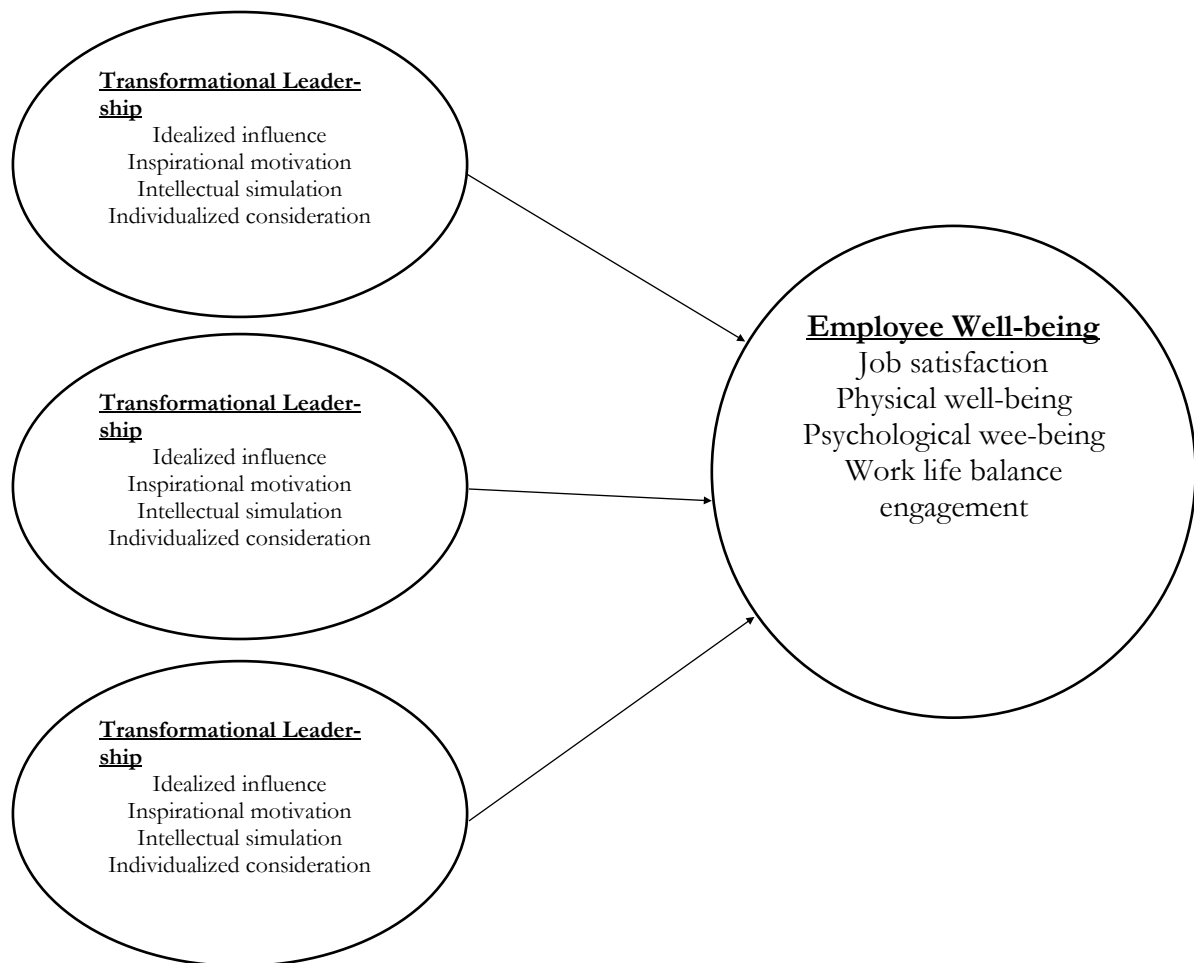 Transformational Leader-
ship
Idealized influence
Inspirational motivation
Intellectual simulation
Individualized consideration
Transformational Leader-
ship
Idealized influence
Inspirational motivation
Intellectual simulation
Individualized consideration
Transformational Leader-
ship
Idealized influence
Inspirational motivation
Intellectual simulation
Individualized consideration
Employee Well-being
Job satisfaction
Physical well-being
Psychological wee-being
Work life balance
engagement